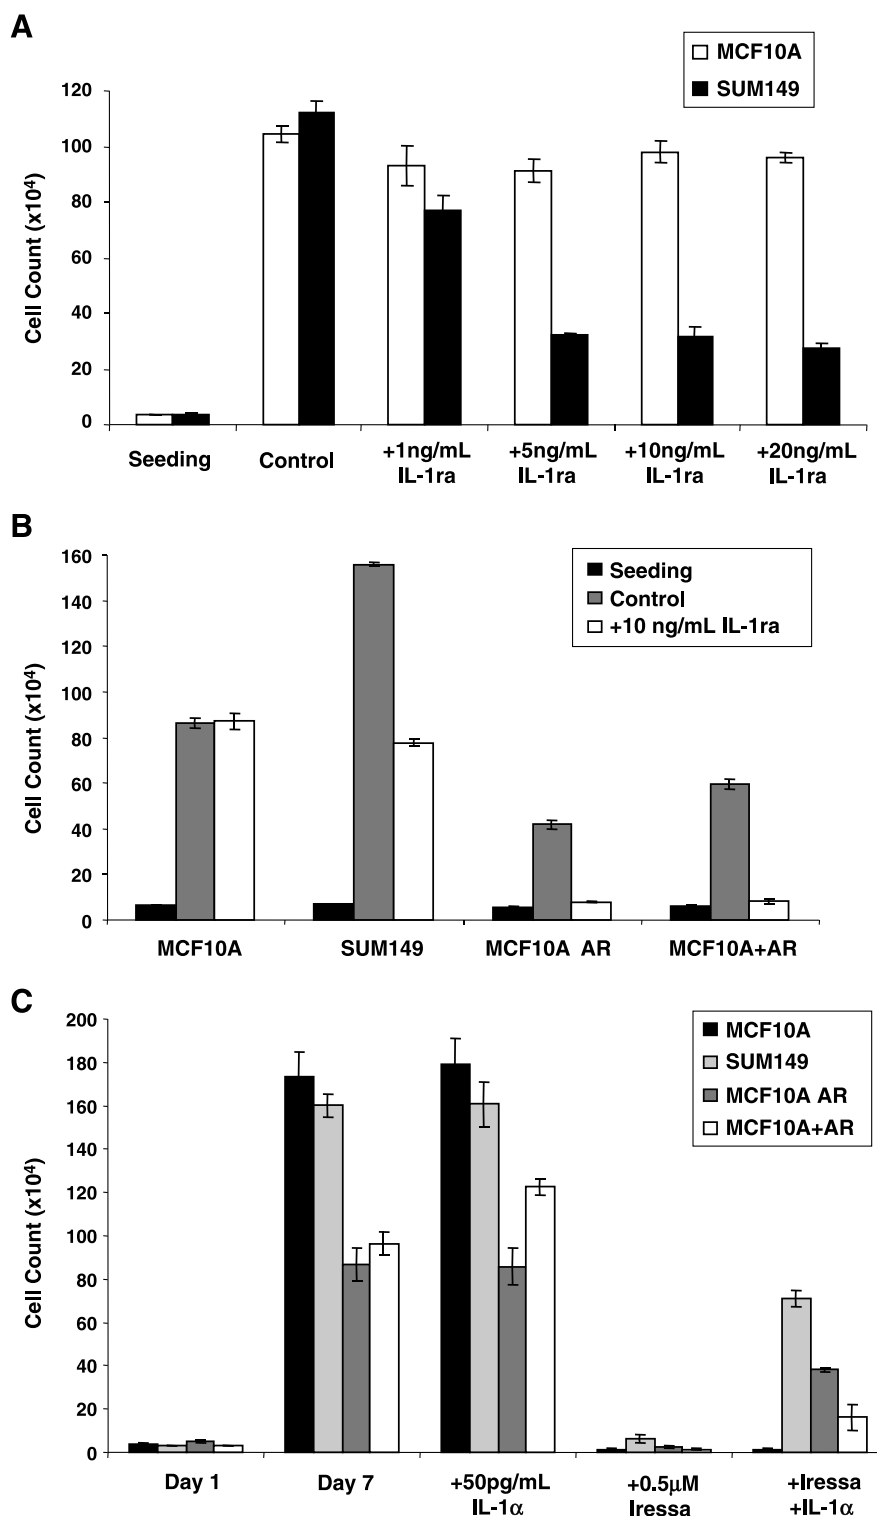 A
MCF10A
SUM149
120
100
80
60
40
20
0
Cell Count (x10⁴)
Seeding
Control
+1ng/mL
IL-1ra
+5ng/mL
IL-1ra
+10ng/mL
IL-1ra
+20ng/mL
IL-1ra
B
Seeding
Control
+10 ng/mL IL-1ra
160
140
120
100
80
60
40
20
0
Cell Count (x10⁴)
MCF10A
SUM149
MCF10A AR
MCF10A+AR
C
MCF10A
SUM149
MCF10A AR
MCF10A+AR
200
180
160
140
120
100
80
60
40
20
0
Cell Count (x10⁴)
Day 1
Day 7
+50pg/mL
IL-1α
+0.5μM
Iressa
+Iressa
+IL-1α